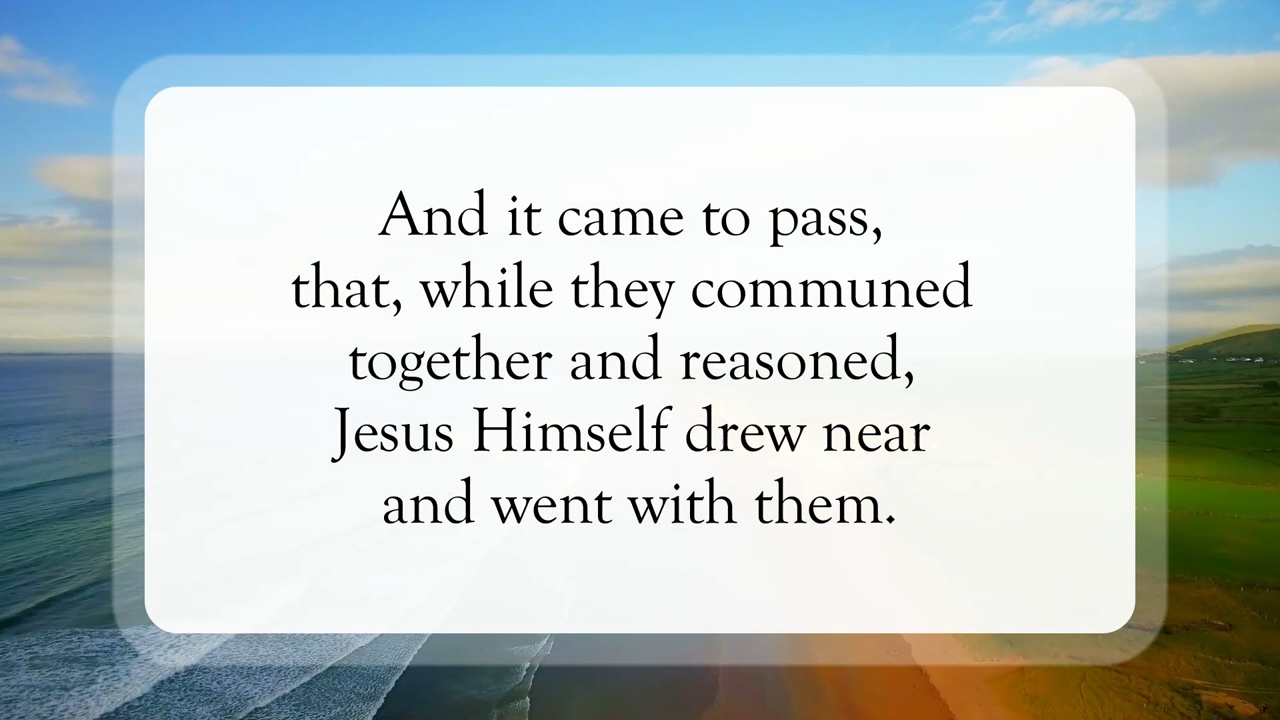 And it came to pass,
that, while they communed
together and reasoned,
Jesus Himself drew near
and went with them.